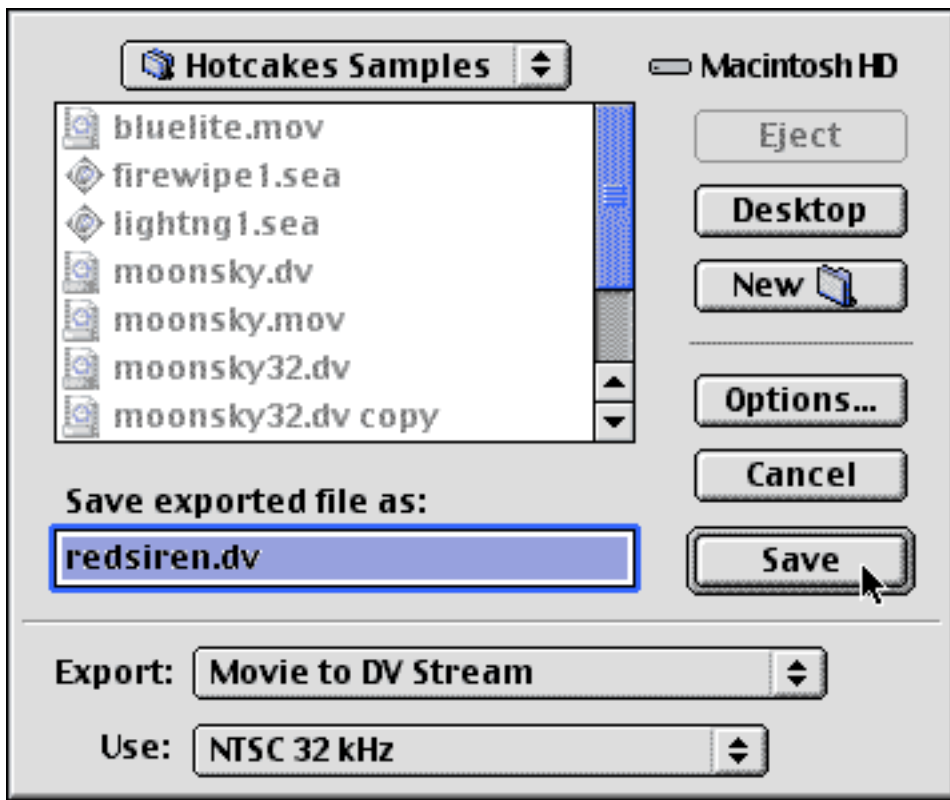 Hotcakes Samples
Macintosh HD
bluelite.mov
firewipe1.sea
lightng1.sea
moonsky.dv
moonsky.mov
moonsky32.dv
moonsky32.dv copy
Eject
Desktop
New
Options...
Cancel
Save
Save exported file as:
redsiren.dv
Export: Movie to DV Stream
Use: NTSC 32 kHz